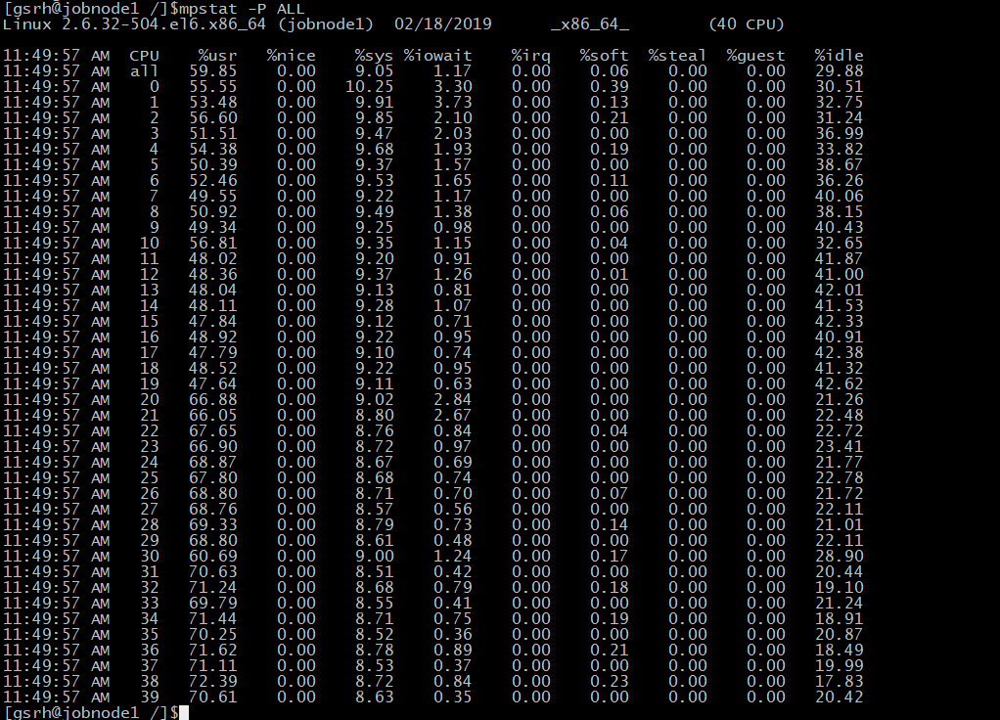 [gsrh@jobnode1 /]$mpstat -P ALL
Linux 2.6.32-504.el6.x86_64 (jobnode1)  02/18/2019      _x86_64_        (40 CPU)

11:49:57 AM  CPU    %usr   %nice    %sys %iowait    %irq   %soft  %steal  %guest   %idle
11:49:57 AM  all   59.85    0.00    9.05    1.17    0.00    0.06    0.00    0.00   29.88
11:49:57 AM    0   55.55    0.00   10.25    3.30    0.00    0.39    0.00    0.00   30.51
11:49:57 AM    1   53.48    0.00    9.91    3.73    0.00    0.13    0.00    0.00   32.75
11:49:57 AM    2   56.60    0.00    9.85    2.10    0.00    0.21    0.00    0.00   31.24
11:49:57 AM    3   51.51    0.00    9.47    2.03    0.00    0.00    0.00    0.00   36.99
11:49:57 AM    4   54.38    0.00    9.68    1.93    0.00    0.19    0.00    0.00   33.82
11:49:57 AM    5   50.39    0.00    9.37    1.57    0.00    0.00    0.00    0.00   38.67
11:49:57 AM    6   52.46    0.00    9.53    1.65    0.00    0.11    0.00    0.00   36.26
11:49:57 AM    7   49.55    0.00    9.22    1.17    0.00    0.00    0.00    0.00   40.06
11:49:57 AM    8   50.92    0.00    9.49    1.38    0.00    0.06    0.00    0.00   38.15
11:49:57 AM    9   49.34    0.00    9.25    0.98    0.00    0.00    0.00    0.00   40.43
11:49:57 AM   10   56.81    0.00    9.35    1.15    0.00    0.04    0.00    0.00   32.65
11:49:57 AM   11   48.02    0.00    9.20    0.91    0.00    0.00    0.00    0.00   41.87
11:49:57 AM   12   48.36    0.00    9.37    1.26    0.00    0.01    0.00    0.00   41.00
11:49:57 AM   13   48.04    0.00    9.13    0.81    0.00    0.00    0.00    0.00   42.01
11:49:57 AM   14   48.11    0.00    9.28    1.07    0.00    0.00    0.00    0.00   41.53
11:49:57 AM   15   47.84    0.00    9.12    0.71    0.00    0.00    0.00    0.00   42.33
11:49:57 AM   16   48.92    0.00    9.22    0.95    0.00    0.00    0.00    0.00   40.91
11:49:57 AM   17   47.79    0.00    9.10    0.74    0.00    0.00    0.00    0.00   42.38
11:49:57 AM   18   48.52    0.00    9.22    0.95    0.00    0.00    0.00    0.00   41.32
11:49:57 AM   19   47.64    0.00    9.11    0.63    0.00    0.00    0.00    0.00   42.62
11:49:57 AM   20   66.88    0.00    9.02    2.84    0.00    0.00    0.00    0.00   21.26
11:49:57 AM   21   66.05    0.00    8.80    2.67    0.00    0.00    0.00    0.00   22.48
11:49:57 AM   22   67.65    0.00    8.76    0.84    0.00    0.04    0.00    0.00   22.72
11:49:57 AM   23   66.90    0.00    8.72    0.97    0.00    0.00    0.00    0.00   23.41
11:49:57 AM   24   68.87    0.00    8.67    0.69    0.00    0.00    0.00    0.00   21.77
11:49:57 AM   25   67.80    0.00    8.68    0.74    0.00    0.00    0.00    0.00   22.78
11:49:57 AM   26   68.80    0.00    8.71    0.70    0.00    0.07    0.00    0.00   21.72
11:49:57 AM   27   68.76    0.00    8.57    0.56    0.00    0.00    0.00    0.00   22.11
11:49:57 AM   28   69.33    0.00    8.79    0.73    0.00    0.14    0.00    0.00   21.01
11:49:57 AM   29   68.80    0.00    8.61    0.48    0.00    0.00    0.00    0.00   22.11
11:49:57 AM   30   60.69    0.00    9.00    1.24    0.00    0.17    0.00    0.00   28.90
11:49:57 AM   31   70.63    0.00    8.51    0.42    0.00    0.00    0.00    0.00   20.44
11:49:57 AM   32   71.24    0.00    8.68    0.79    0.00    0.18    0.00    0.00   19.10
11:49:57 AM   33   69.79    0.00    8.55    0.41    0.00    0.00    0.00    0.00   21.24
11:49:57 AM   34   71.44    0.00    8.71    0.75    0.00    0.19    0.00    0.00   18.91
11:49:57 AM   35   70.25    0.00    8.52    0.36    0.00    0.00    0.00    0.00   20.87
11:49:57 AM   36   71.62    0.00    8.78    0.89    0.00    0.21    0.00    0.00   18.49
11:49:57 AM   37   71.11    0.00    8.53    0.37    0.00    0.00    0.00    0.00   19.99
11:49:57 AM   38   72.39    0.00    8.72    0.84    0.00    0.23    0.00    0.00   17.83
11:49:57 AM   39   70.61    0.00    8.63    0.35    0.00    0.00    0.00    0.00   20.42
[gsrh@jobnode1 /]$